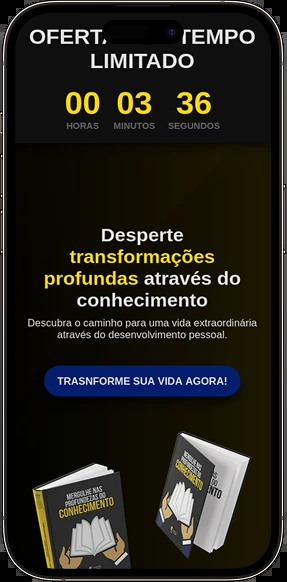 OFERTA TEMPO
LIMITADO
00 03 36
HORAS MINUTOS SEGUNDOS
Desperte
transformações
profundas através do
conhecimento
Descubra o caminho para uma vida extraordinária
através do desenvolvimento pessoal.
TRASNFORME SUA VIDA AGORA!
MERGULHE NAS
PROFUNDEZAS DO
CONHECIMENTO
MERGULHE NAS
PROFUNDEZAS DO
CONHECIMENTO